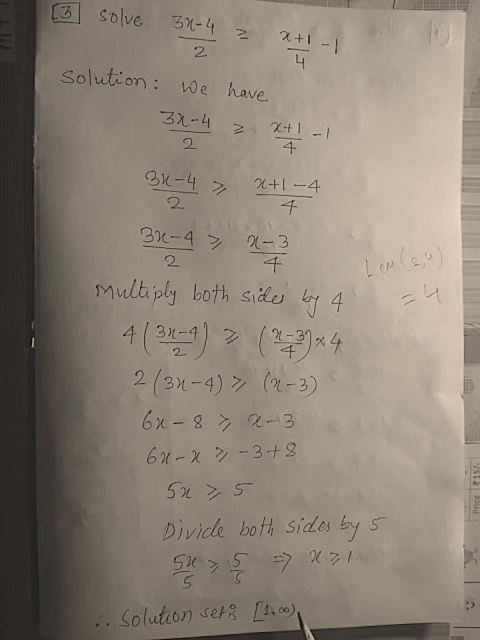 [3] Solve (3x-4)/2 ≥ (x+1)/4 - 1
Solution: We have
(3x-4)/2 ≥ (x+1)/4 - 1
(3x-4)/2 ≥ (x+1-4)/4
(3x-4)/2 ≥ (x-3)/4
Lcm (2,4)
= 4
Multiply both sides by 4
4((3x-4)/2) ≥ ((x-3)/4) × 4
2(3x-4) ≥ (x-3)
6x - 8 ≥ x - 3
6x - x ≥ -3+8
5x ≥ 5
Divide both sides by 5
5x/5 ≥ 5/5 ⇒ x ≥ 1
∴ Solution set is [1,∞)
Price ₹15/-